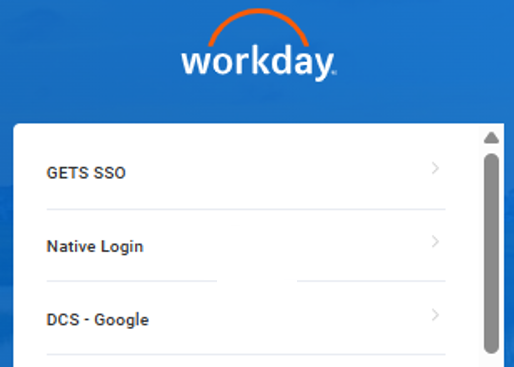 workday.
GETS SSO
Native Login
DCS - Google